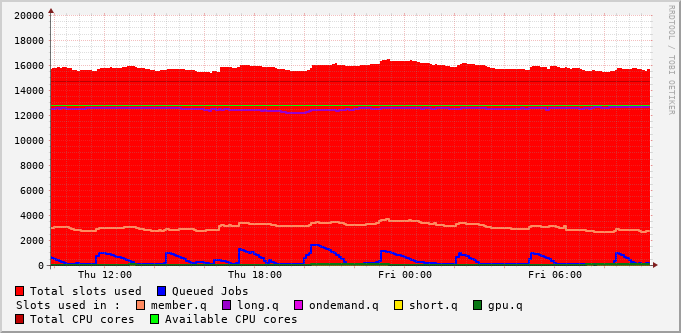 20000
18000
16000
14000
12000
10000
8000
6000
4000
2000
0
Thu 12:00 Thu 18:00 Fri 00:00 Fri 06:00
RRDTOOL / TOBI OETIKER
Total slots used Queued Jobs
Slots used in : member.q long.q ondemand.q short.q gpu.q
Total CPU cores Available CPU cores